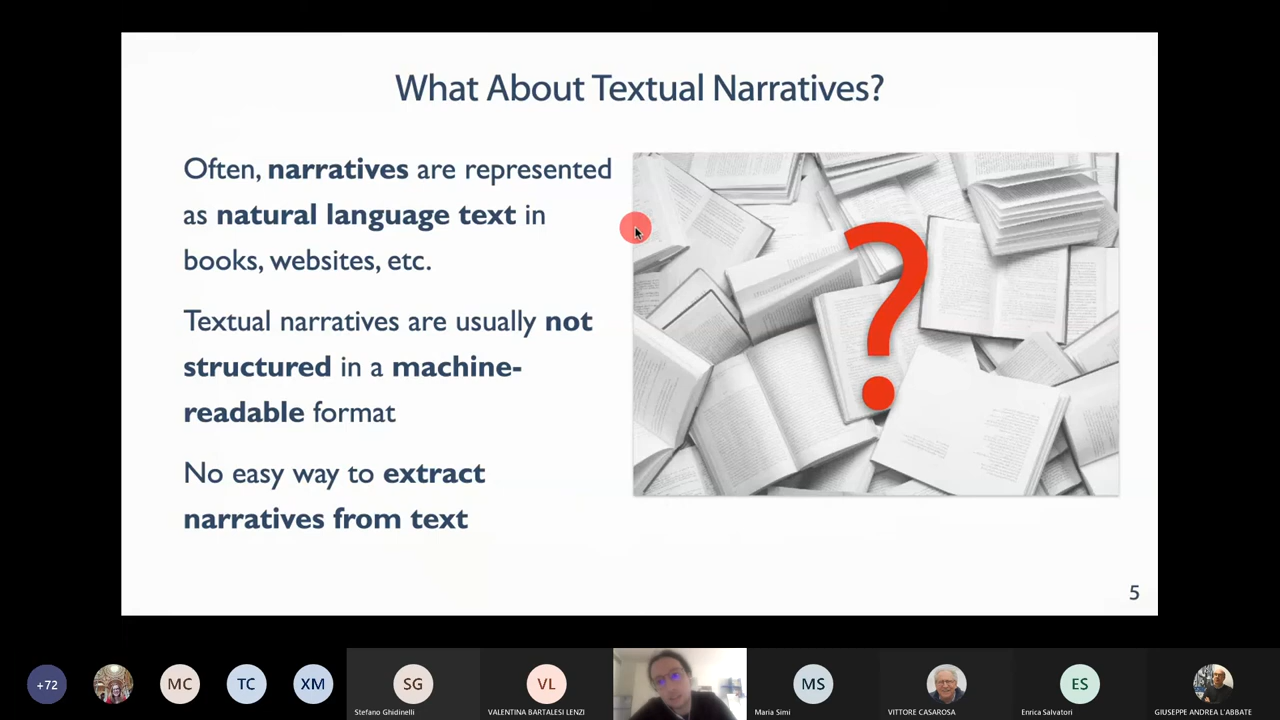 What About Textual Narratives?
Often, narratives are represented
as natural language text in
books, websites, etc.
Textual narratives are usually not
structured in a machine-
readable format
No easy way to extract
narratives from text
?
5
+72
MC
TC
XM
SG
Stefano Ghidinelli
VL
VALENTINA BARTALESI LENZI
MS
Maria Simi
VITTORE CASAROSA
ES
Enrica Salvatori
GIUSEPPE ANDREA L'ABBATE